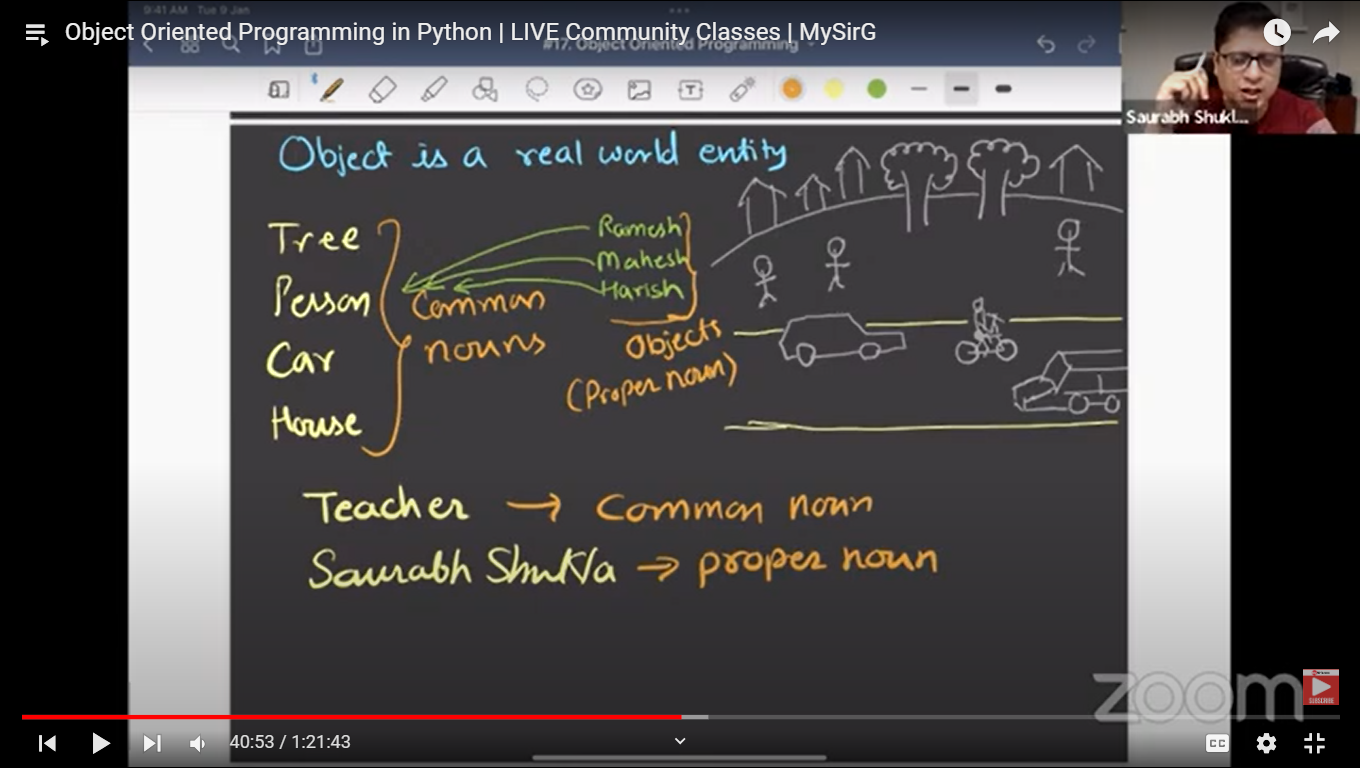 9:41 AM Tue 9 Jan
Object Oriented Programming in Python | LIVE Community Classes | MySirG
#17. Object Oriented Programming
T
Saurabh Shukl...
Object is a real world entity
Tree
Person
Car
House
Common
nouns
Ramesh
Mahesh
Harish
Objects
(Proper noun)
Teacher → Common noun
Saurabh Shukla → proper noun
zoom
SUBSCRIBE
40:53 / 1:21:43
CC